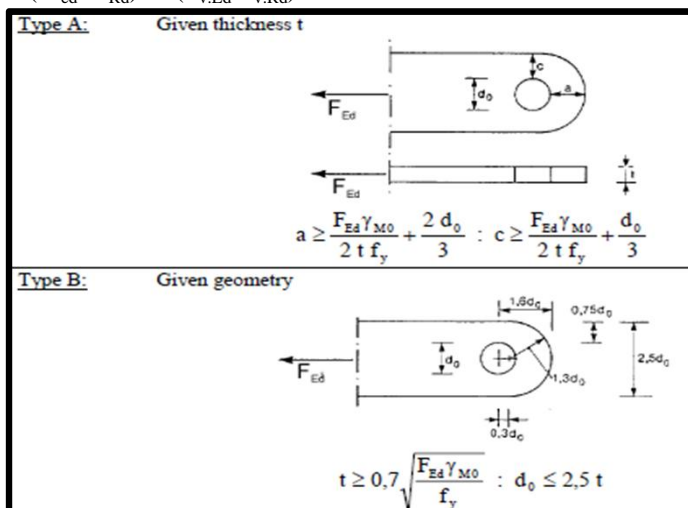 Type A: Given thickness t
c
d₀
a
F_Ed
F_Ed
t
a ≥ F_Ed γ_M0 / 2 t f_y + 2 d₀ / 3 : c ≥ F_Ed γ_M0 / 2 t f_y + d₀ / 3
Type B: Given geometry
1,6d₀
0,75d₀
d₀
2,5d₀
F_Ed
1,3d₀
0,3d₀
t ≥ 0,7 √(F_Ed γ_M0 / f_y) : d₀ ≤ 2,5 t